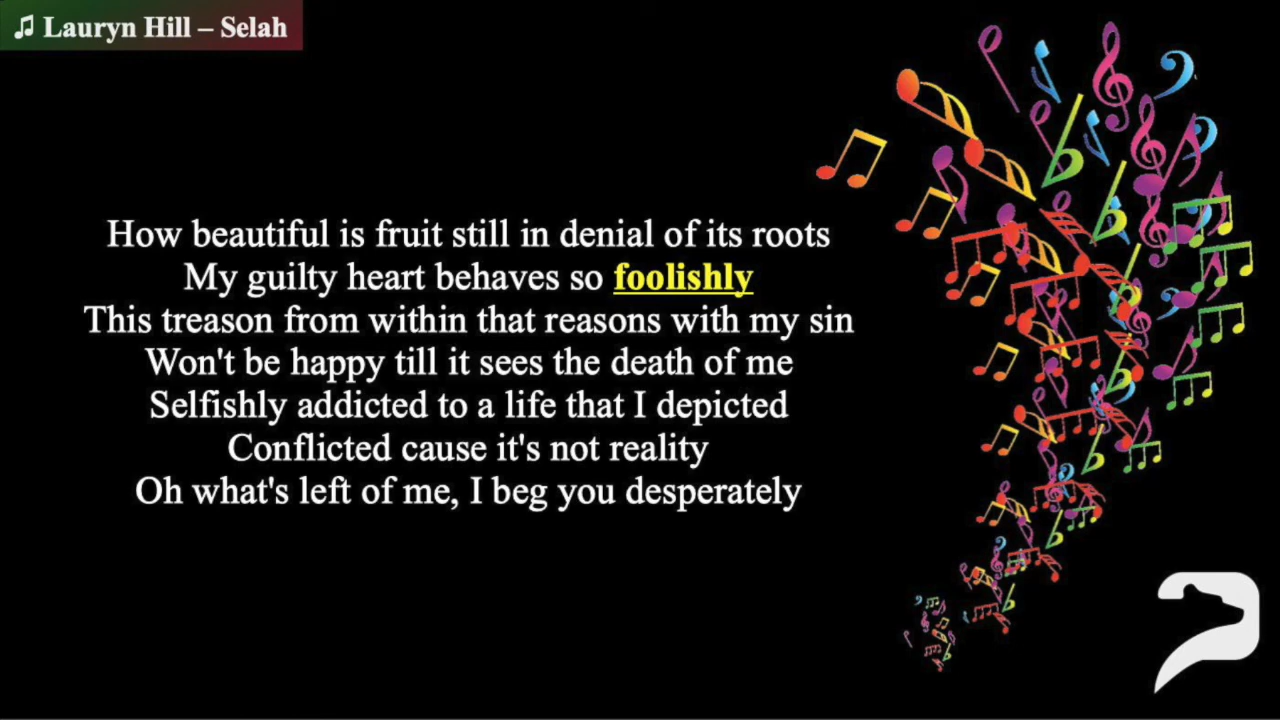 ♫ Lauryn Hill – Selah
How beautiful is fruit still in denial of its roots
My guilty heart behaves so foolishly
This treason from within that reasons with my sin
Won't be happy till it sees the death of me
Selfishly addicted to a life that I depicted
Conflicted cause it's not reality
Oh what's left of me, I beg you desperately